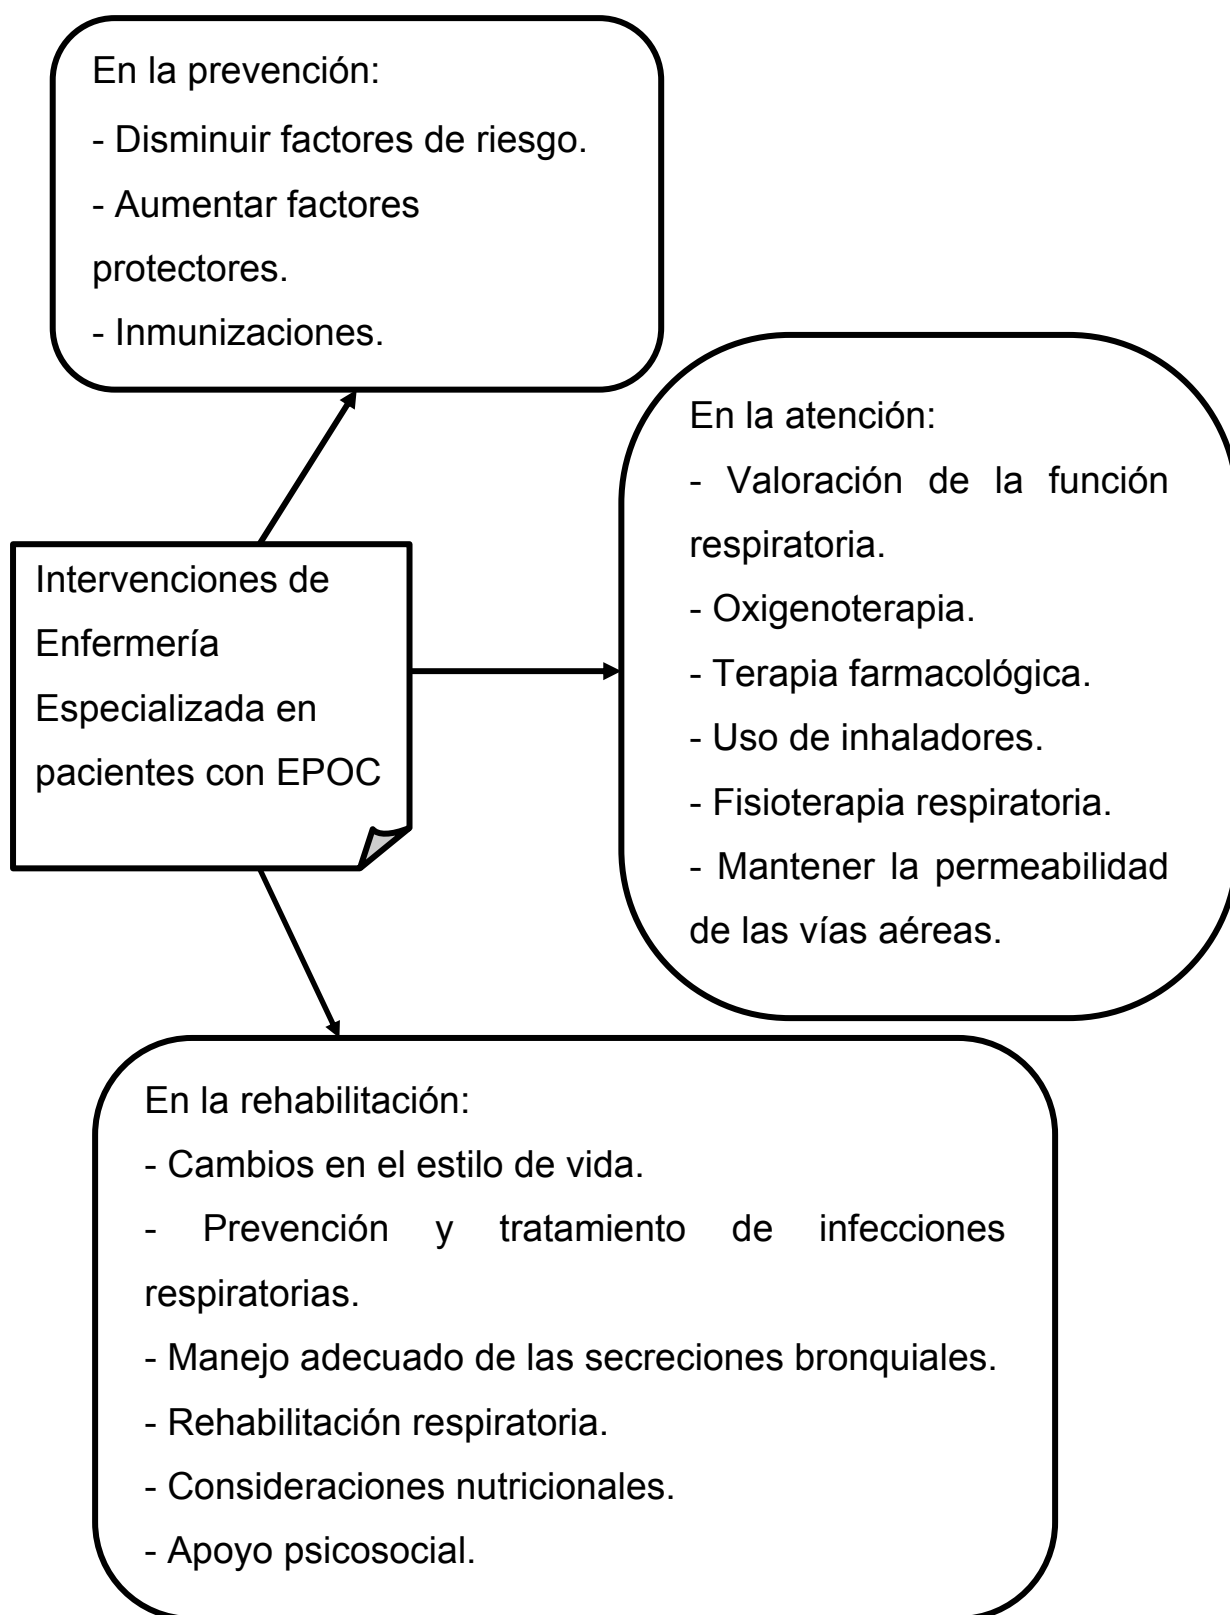 En la prevención:
- Disminuir factores de riesgo.
- Aumentar factores
protectores.
- Inmunizaciones.
En la atención:
- Valoración de la función
respiratoria.
- Oxigenoterapia.
- Terapia farmacológica.
- Uso de inhaladores.
- Fisioterapia respiratoria.
- Mantener la permeabilidad
de las vías aéreas.
Intervenciones de
Enfermería
Especializada en
pacientes con EPOC
En la rehabilitación:
- Cambios en el estilo de vida.
- Prevención y tratamiento de infecciones
respiratorias.
- Manejo adecuado de las secreciones bronquiales.
- Rehabilitación respiratoria.
- Consideraciones nutricionales.
- Apoyo psicosocial.